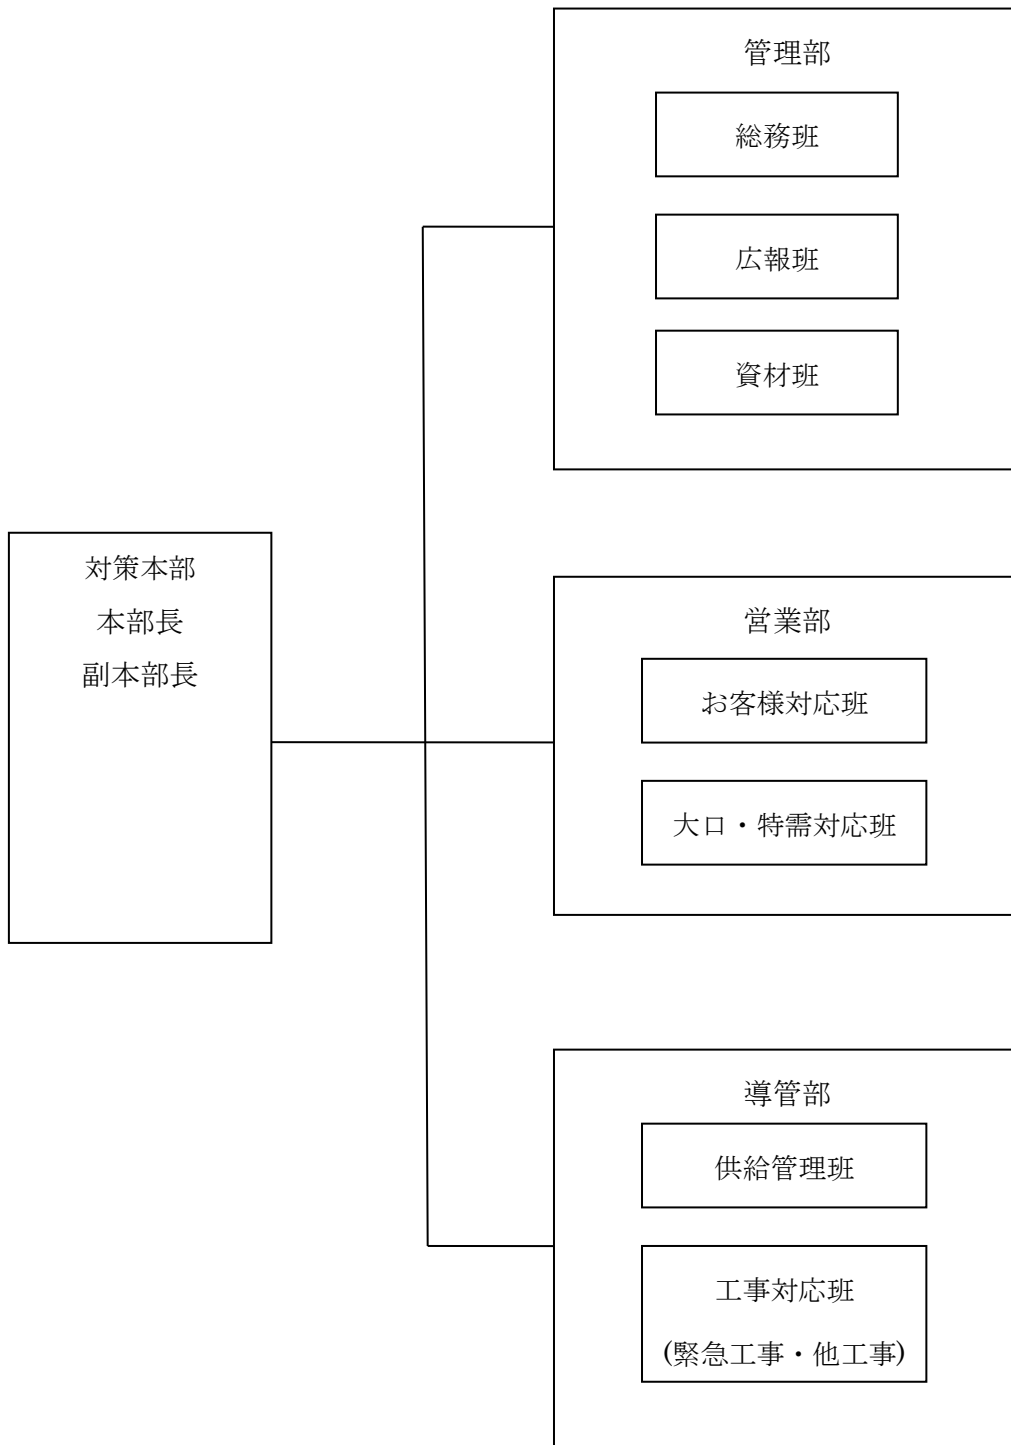 管理部
総務班
広報班
資材班
対策本部
本部長
副本部長
営業部
お客様対応班
大口・特需対応班
導管部
供給管理班
工事対応班
(緊急工事・他工事)